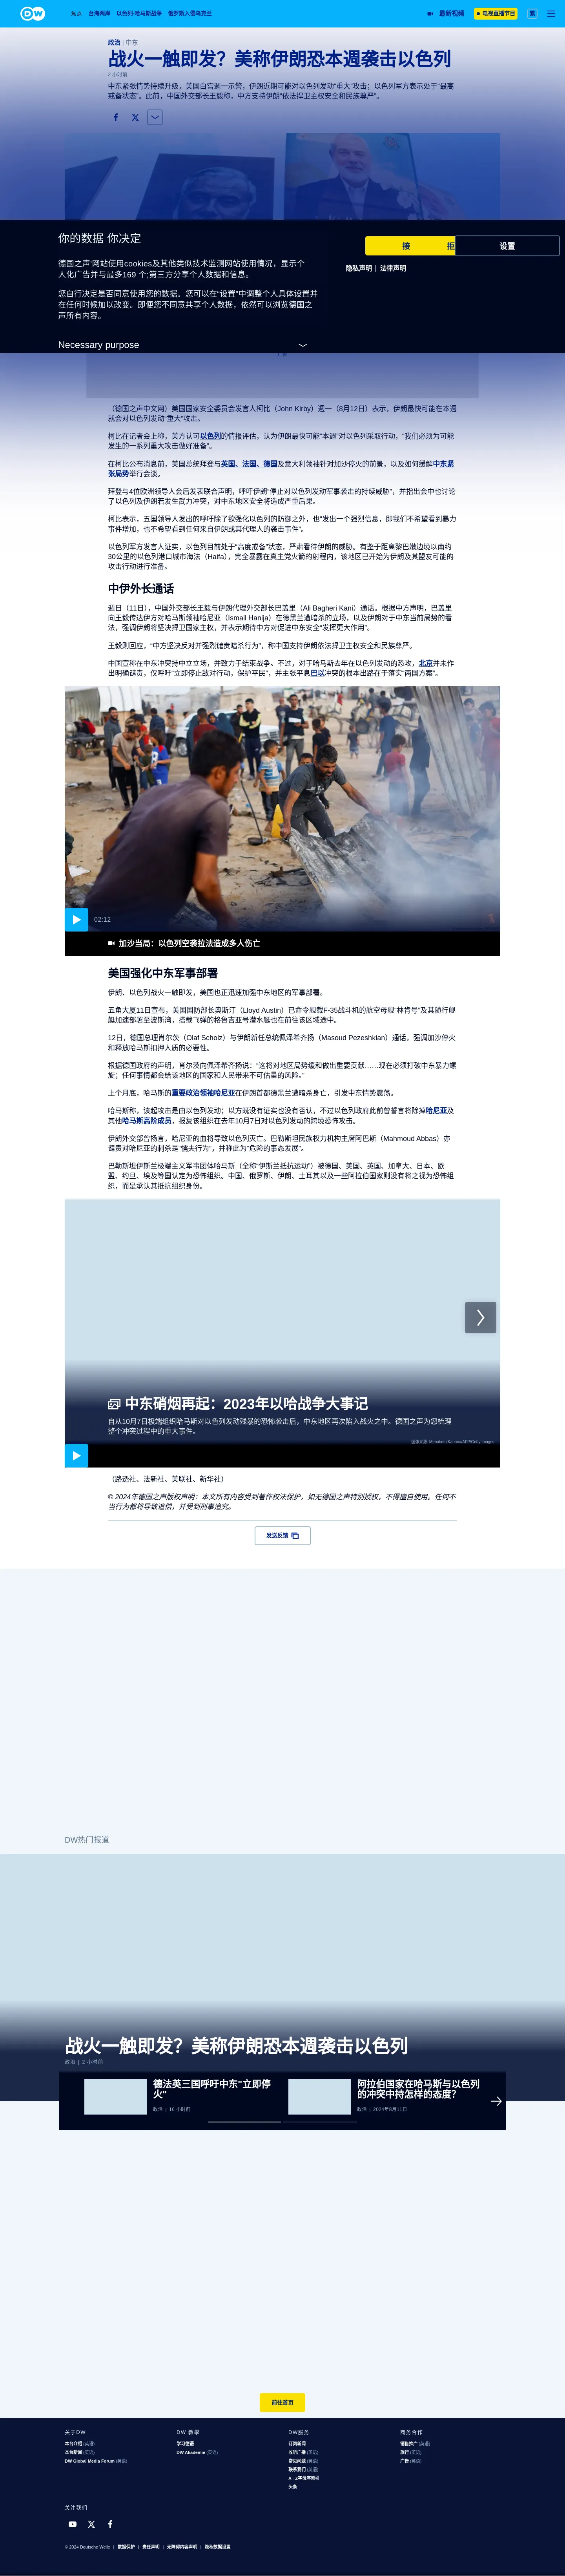 DW
焦点 台海两岸 以色列-哈马斯战争 俄罗斯入侵乌克兰
最新视频
电视直播节目
繁
政治 | 中东
战火一触即发？美称伊朗恐本週袭击以色列
2 小时前
中东紧张情势持续升级，美国白宫週一示警，伊朗近期可能对以色列发动"重大"攻击；以色列军方表示处于"最高
戒备状态"。此前，中国外交部长王毅称，中方支持伊朗"依法捍卫主权安全和民族尊严"。
你的数据 你决定
德国之声'网站使用cookies及其他类似技术监测网站使用情况，显示个
人化广告并与最多169 个;第三方分享个人数据和信息。
您自行决定是否同意使用您的数据。您可以在"设置"中调整个人具体设置并
在任何时候加以改变。即便您不同意共享个人数据，依然可以浏览德国之
声所有内容。
Necessary purpose
接
拒
设置
隐私声明 | 法律声明
（德国之声中文网）美国国家安全委员会发言人柯比（John Kirby）週一（8月12日）表示，伊朗最快可能在本週
就会对以色列发动"重大"攻击。
柯比在记者会上称，美方认可以色列的情报评估，认为伊朗最快可能"本週"对以色列采取行动，"我们必须为可能
发生的一系列重大攻击做好准备"。
在柯比公布消息前，美国总统拜登与英国、法国、德国及意大利领袖针对加沙停火的前景，以及如何缓解中东紧
张局势举行会谈。
拜登与4位欧洲领导人会后发表联合声明，呼吁伊朗"停止对以色列发动军事袭击的持续威胁"，并指出会中也讨论
了以色列及伊朗若发生武力冲突，对中东地区安全将造成严重后果。
柯比表示，五国领导人发出的呼吁除了欲强化以色列的防御之外，也"发出一个强烈信息，即我们不希望看到暴力
事件增加，也不希望看到任何来自伊朗或其代理人的袭击事件"。
以色列军方发言人证实，以色列目前处于"高度戒备"状态，严肃看待伊朗的威胁。有鉴于距离黎巴嫩边境以南约
30公里的以色列港口城市海法（Haifa），完全暴露在真主党火箭的射程内，该地区已开始为伊朗及其盟友可能的
攻击行动进行准备。
中伊外长通话
週日（11日），中国外交部长王毅与伊朗代理外交部长巴盖里（Ali Bagheri Kani）通话。根据中方声明，巴盖里
向王毅传达伊方对哈马斯领袖哈尼亚（Ismail Hanija）在德黑兰遭暗杀的立场，以及伊朗对于中东当前局势的看
法，强调伊朗将坚决捍卫国家主权，并表示期待中方对促进中东安全"发挥更大作用"。
王毅则回应，"中方坚决反对并强烈谴责暗杀行为"，称中国支持伊朗依法捍卫主权安全和民族尊严。
中国宣称在中东冲突持中立立场，并致力于结束战争。不过，对于哈马斯去年在以色列发动的恐攻，北京并未作
出明确谴责，仅呼吁"立即停止敌对行动，保护平民"，并主张平息巴以冲突的根本出路在于落实"两国方案"。
02:12
加沙当局：以色列空袭拉法造成多人伤亡
美国强化中东军事部署
伊朗、以色列战火一触即发，美国也正迅速加强中东地区的军事部署。
五角大厦11日宣布，美国国防部长奥斯汀（Lloyd Austin）已命令舰载F-35战斗机的航空母舰"林肯号"及其随行舰
艇加速部署至波斯湾，搭载飞弹的格鲁吉亚号潜水艇也在前往该区域途中。
12日，德国总理肖尔茨（Olaf Scholz）与伊朗新任总统佩泽希齐扬（Masoud Pezeshkian）通话，强调加沙停火
和释放哈马斯扣押人质的必要性。
根据德国政府的声明，肖尔茨向佩泽希齐扬说："这将对地区局势缓和做出重要贡献……现在必须打破中东暴力螺
旋；任何事情都会给该地区的国家和人民带来不可估量的风险。"
上个月底，哈马斯的重要政治领袖哈尼亚在伊朗首都德黑兰遭暗杀身亡，引发中东情势震荡。
哈马斯称，该起攻击是由以色列发动；以方既没有证实也没有否认，不过以色列政府此前曾誓言将除掉哈尼亚及
其他哈马斯高阶成员，报复该组织在去年10月7日对以色列发动的跨境恐怖攻击。
伊朗外交部曾扬言，哈尼亚的血将导致以色列灭亡。巴勒斯坦民族权力机构主席阿巴斯（Mahmoud Abbas）亦
谴责对哈尼亚的刺杀是"懦夫行为"，并称此为"危险的事态发展"。
巴勒斯坦伊斯兰极端主义军事团体哈马斯（全称"伊斯兰抵抗运动"）被德国、美国、英国、加拿大、日本、欧
盟、约旦、埃及等国认定为恐怖组织。中国、俄罗斯、伊朗、土耳其以及一些阿拉伯国家则没有将之视为恐怖组
织，而是承认其抵抗组织身份。
中东硝烟再起：2023年以哈战争大事记
自从10月7日极端组织哈马斯对以色列发动残暴的恐怖袭击后，中东地区再次陷入战火之中。德国之声为您梳理
整个冲突过程中的重大事件。
图像来源: Menahem Kahana/AFP/Getty Images
（路透社、法新社、美联社、新华社）
© 2024年德国之声版权声明：本文所有内容受到著作权法保护，如无德国之声特别授权，不得擅自使用。任何不
当行为都将导致追偿，并受到刑事追究。
发送反馈
DW热门报道
战火一触即发？美称伊朗恐本週袭击以色列
政治 | 2 小时前
德法英三国呼吁中东"立即停
火"
政治 | 16 小时前
阿拉伯国家在哈马斯与以色列
的冲突中持怎样的态度？
政治 | 2024年8月11日
前往首页
关于DW
本台介绍 (英语)
本台新闻 (英语)
DW Global Media Forum (英语)
DW 教学
学习德语
DW Akademie (英语)
DW服务
订阅新闻
收听广播 (英语)
常见问题 (英语)
联系我们 (英语)
A - Z字母序索引
头条
商务合作
销售推广 (英语)
旅行 (英语)
广告 (英语)
关注我们
© 2024 Deutsche Welle | 数据保护 | 责任声明 | 无障碍内容声明 | 隐私数据设置